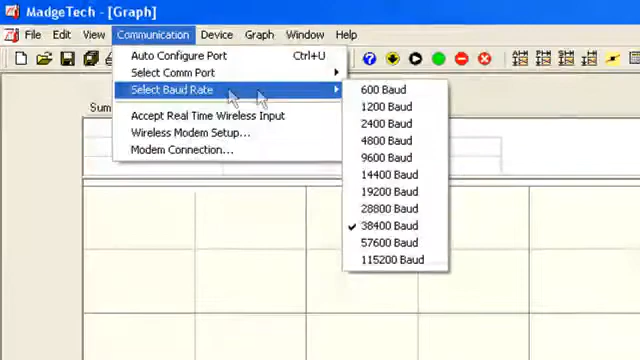 MadgeTech - [Graph]
File Edit View Communication Device Graph Window Help
Auto Configure Port Ctrl+U
Select Comm Port
Select Baud Rate
Accept Real Time Wireless Input
Wireless Modem Setup...
Modem Connection...
600 Baud
1200 Baud
2400 Baud
4800 Baud
9600 Baud
14400 Baud
19200 Baud
28800 Baud
38400 Baud
57600 Baud
115200 Baud
Sum